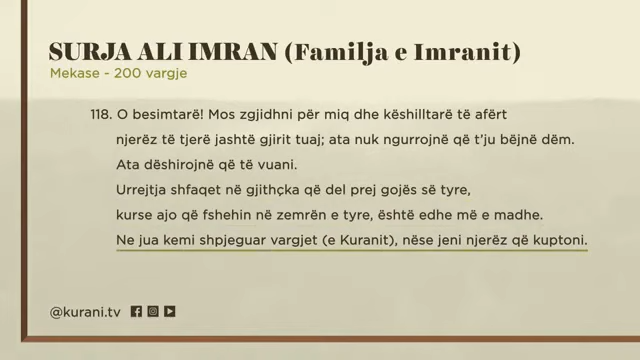 SURJA ALI IMRAN (Familja e Imranit)
Mekase - 200 vargje
118. O besimtarë! Mos zgjidhni për miq dhe këshilltarë të afërt
njerëz të tjerë jashtë gjirit tuaj; ata nuk ngurrojnë që t'ju bëjnë dëm.
Ata dëshirojnë që të vuani.
Urrejtja shfaqet në gjithçka që del prej gojës së tyre,
kurse ajo që fshehin në zemrën e tyre, është edhe më e madhe.
Ne jua kemi shpjeguar vargjet (e Kuranit), nëse jeni njerëz që kuptoni.
@kurani.tv